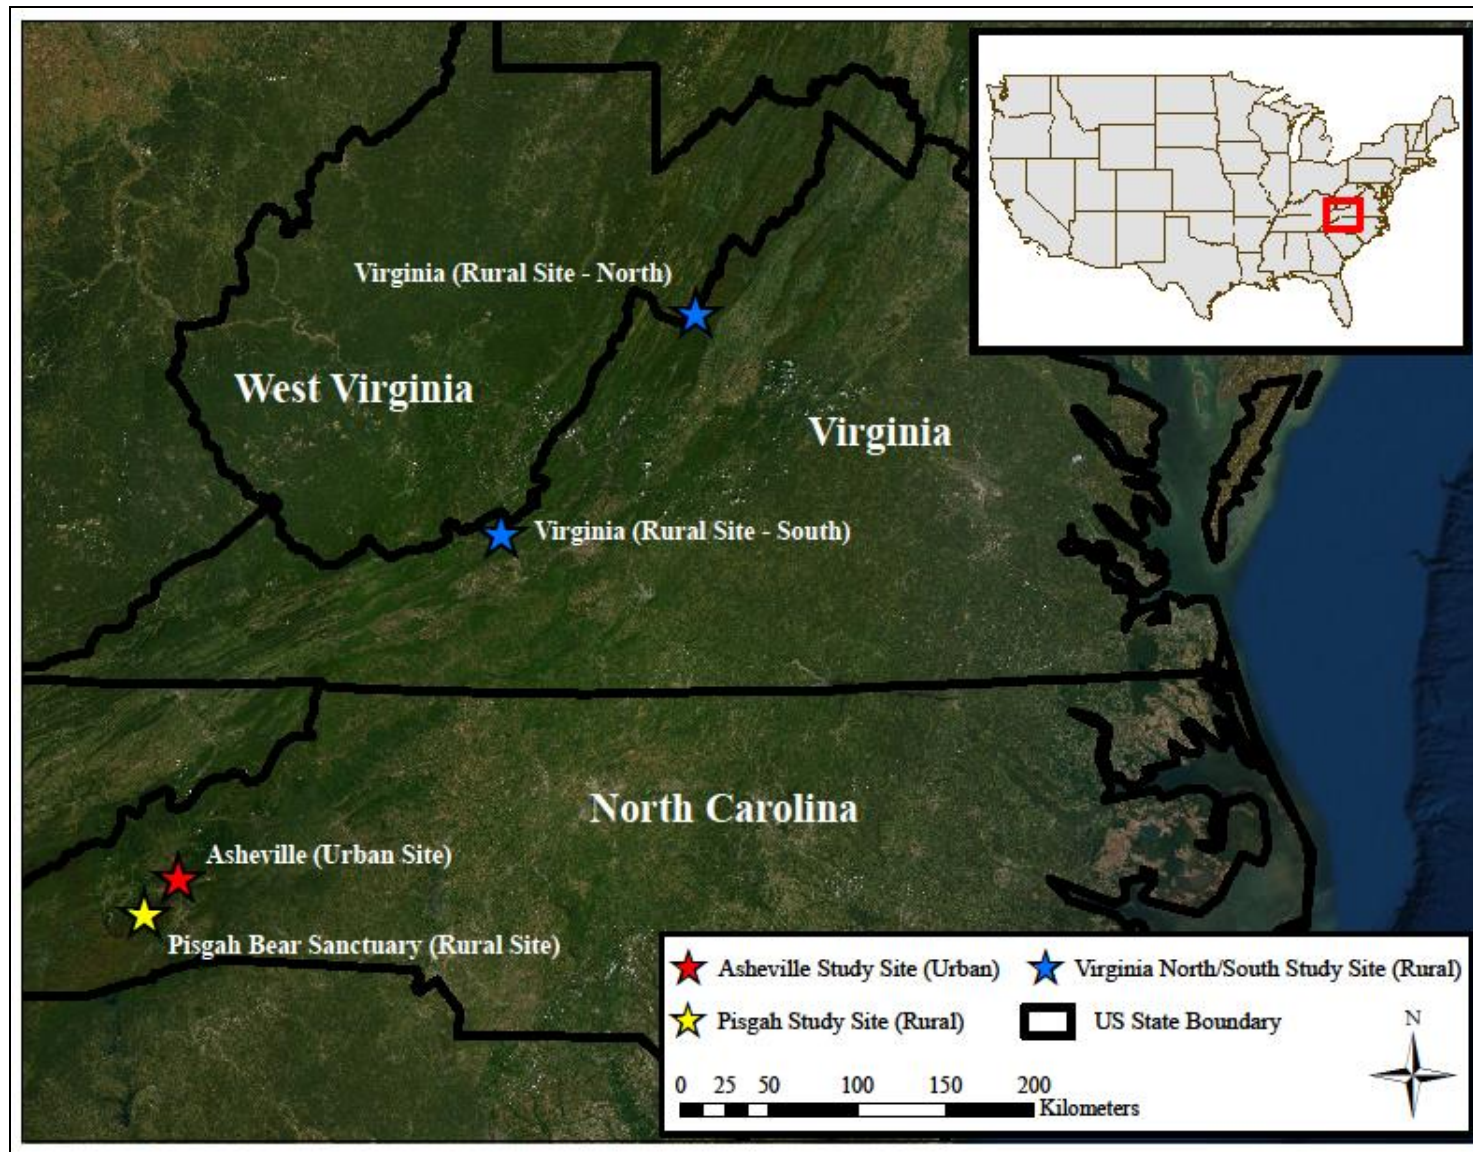 Virginia (Rural Site - North)
West Virginia
Virginia
Virginia (Rural Site - South)
North Carolina
Asheville (Urban Site)
Pisgah Bear Sanctuary (Rural Site)
Asheville Study Site (Urban)
Virginia North/South Study Site (Rural)
Pisgah Study Site (Rural)
US State Boundary
N
0 25 50 100 150 200
Kilometers